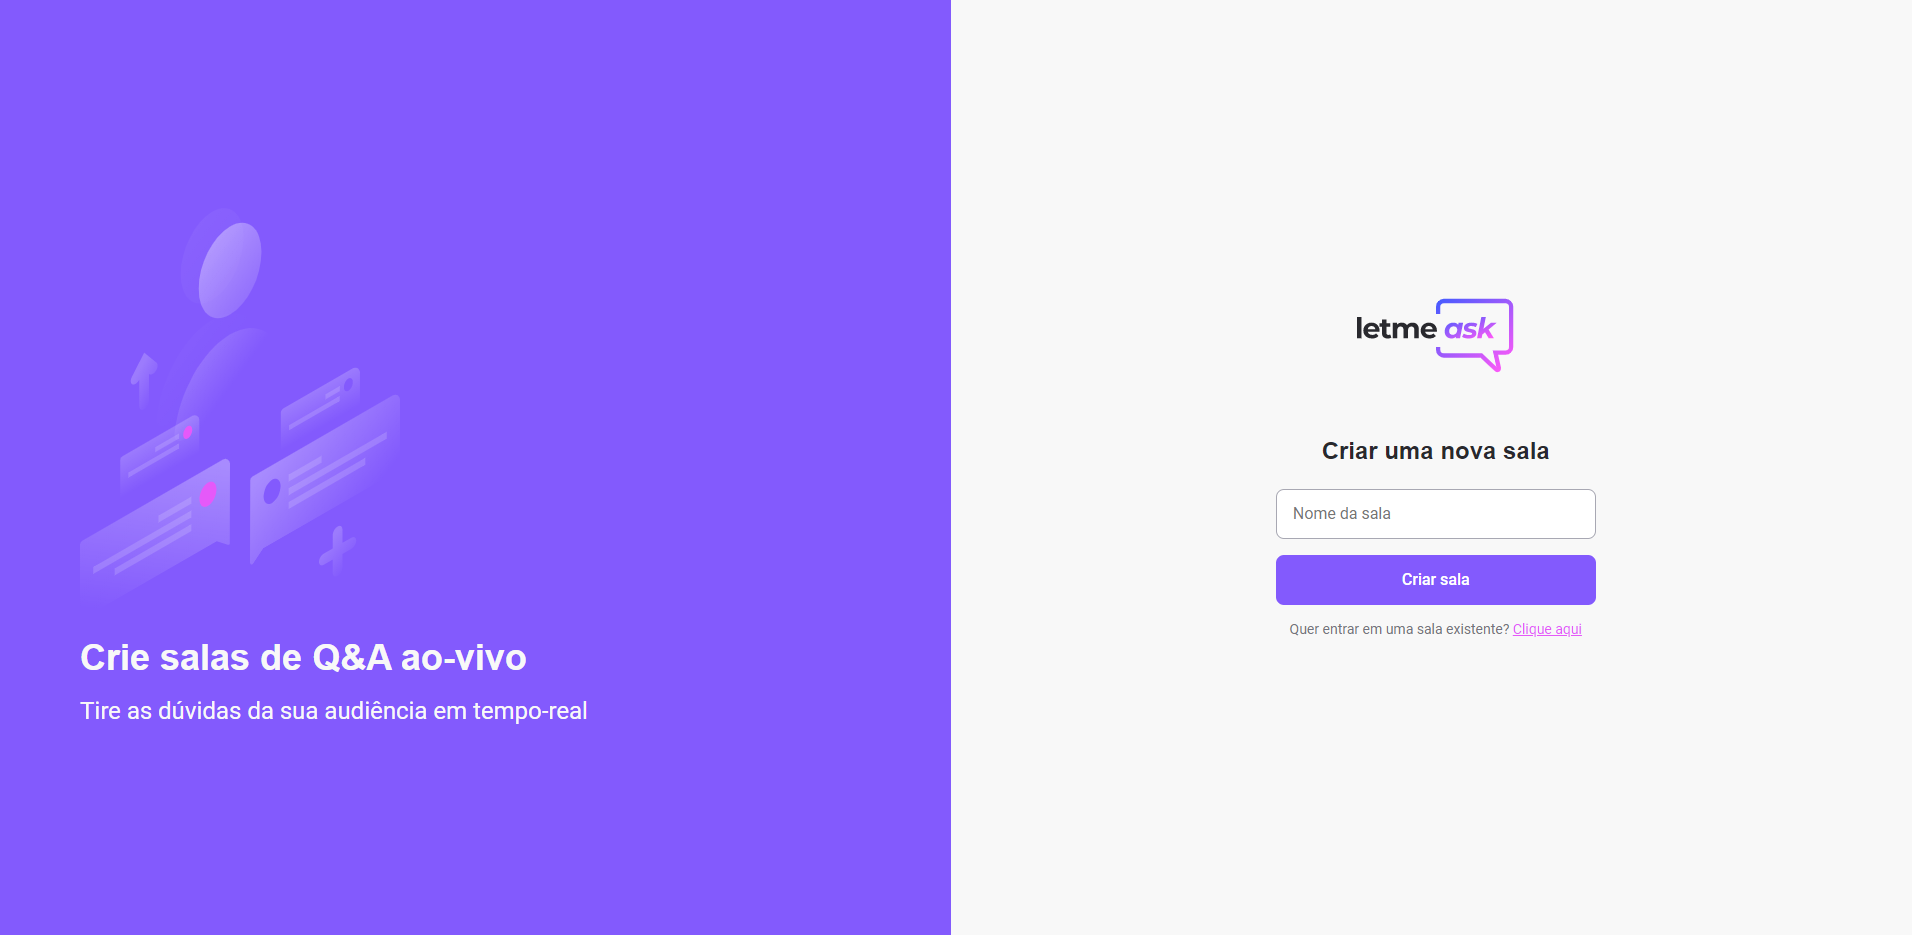 Crie salas de Q&A ao-vivo
Tire as dúvidas da sua audiência em tempo-real
letme ask
Criar uma nova sala
Nome da sala
Criar sala
Quer entrar em uma sala existente? Clique aqui